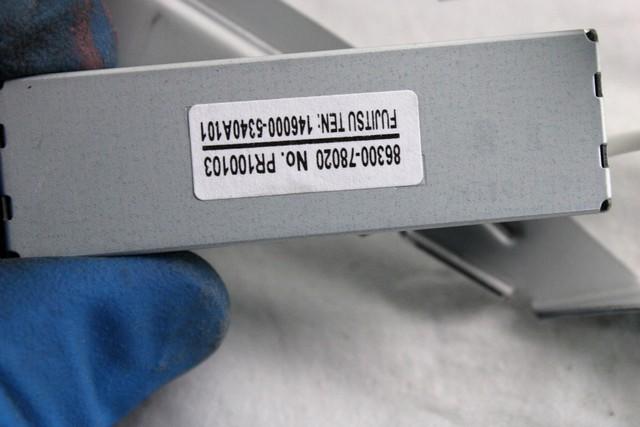 86300-78020 No. PR100103
FUJITSU TEN: 146000-5340A101